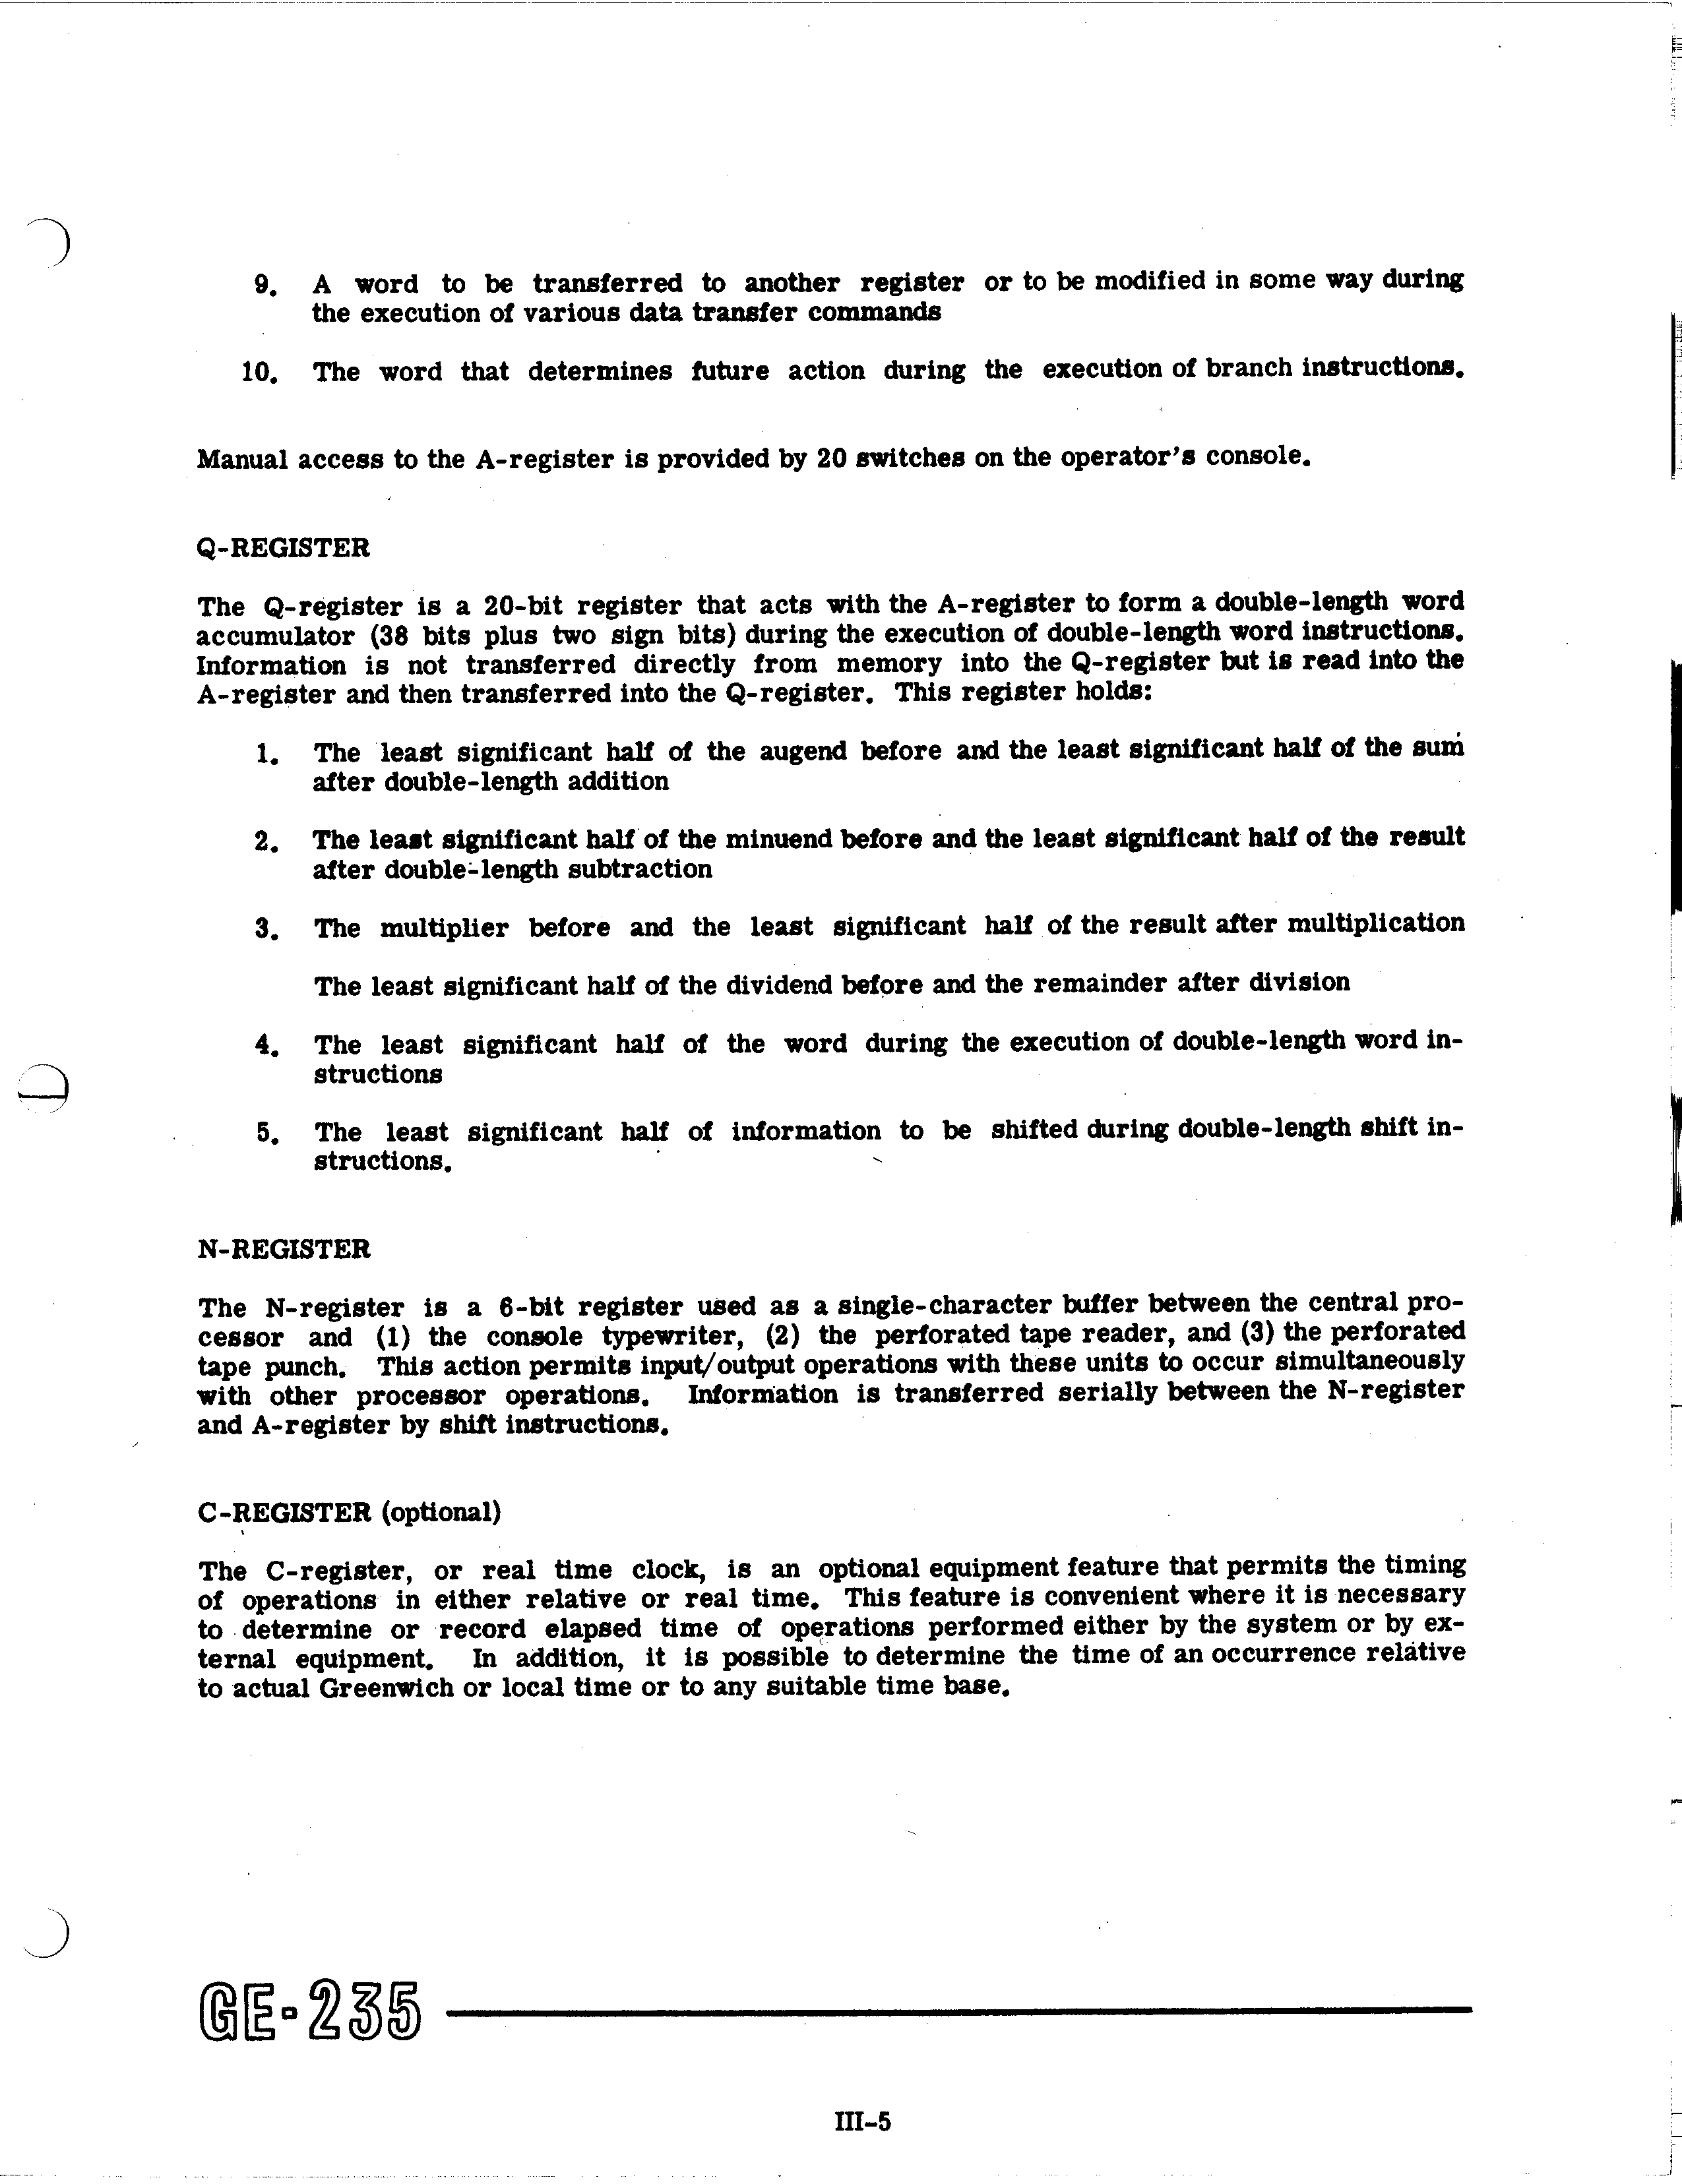 9. A word to be transferred to another register or to be modified in some way during
the execution of various data transfer commands
10. The word that determines future action during the execution of branch instructions.
Manual access to the A-register is provided by 20 switches on the operator's console.
Q-REGISTER
The Q-register is a 20-bit register that acts with the A-register to form a double-length word
accumulator (38 bits plus two sign bits) during the execution of double-length word instructions.
Information is not transferred directly from memory into the Q-register but is read into the
A-register and then transferred into the Q-register. This register holds:
1. The least significant half of the augend before and the least significant half of the sum
after double-length addition
2. The least significant half of the minuend before and the least significant half of the result
after double-length subtraction
3. The multiplier before and the least significant half of the result after multiplication
The least significant half of the dividend before and the remainder after division
4. The least significant half of the word during the execution of double-length word in-
structions
5. The least significant half of information to be shifted during double-length shift in-
structions.
N-REGISTER
The N-register is a 6-bit register used as a single-character buffer between the central pro-
cessor and (1) the console typewriter, (2) the perforated tape reader, and (3) the perforated
tape punch. This action permits input/output operations with these units to occur simultaneously
with other processor operations. Information is transferred serially between the N-register
and A-register by shift instructions.
C-REGISTER (optional)
The C-register, or real time clock, is an optional equipment feature that permits the timing
of operations in either relative or real time. This feature is convenient where it is necessary
to determine or record elapsed time of operations performed either by the system or by ex-
ternal equipment. In addition, it is possible to determine the time of an occurrence relative
to actual Greenwich or local time or to any suitable time base.
GE-235
III-5